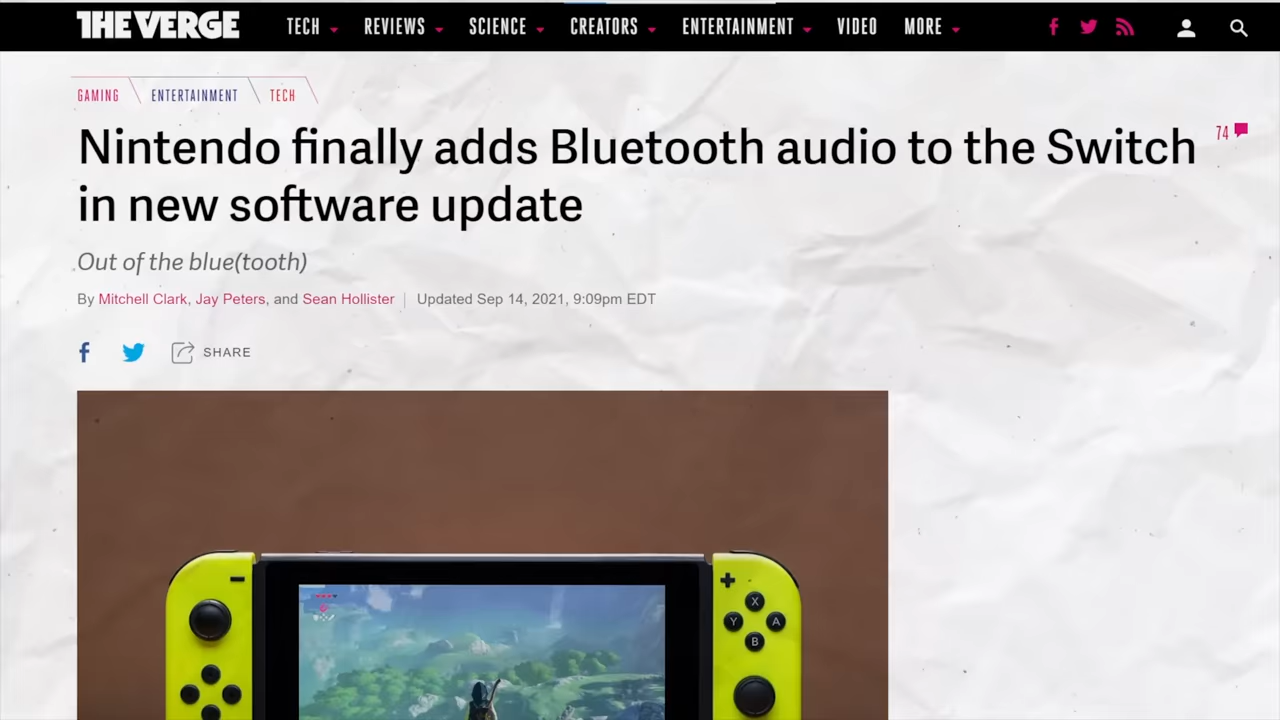 THE VERGE TECH REVIEWS SCIENCE CREATORS ENTERTAINMENT VIDEO MORE
GAMING ENTERTAINMENT TECH
Nintendo finally adds Bluetooth audio to the Switch
74
in new software update
Out of the blue(tooth)
By Mitchell Clark, Jay Peters, and Sean Hollister | Updated Sep 14, 2021, 9:09pm EDT
SHARE
X
Y A
B